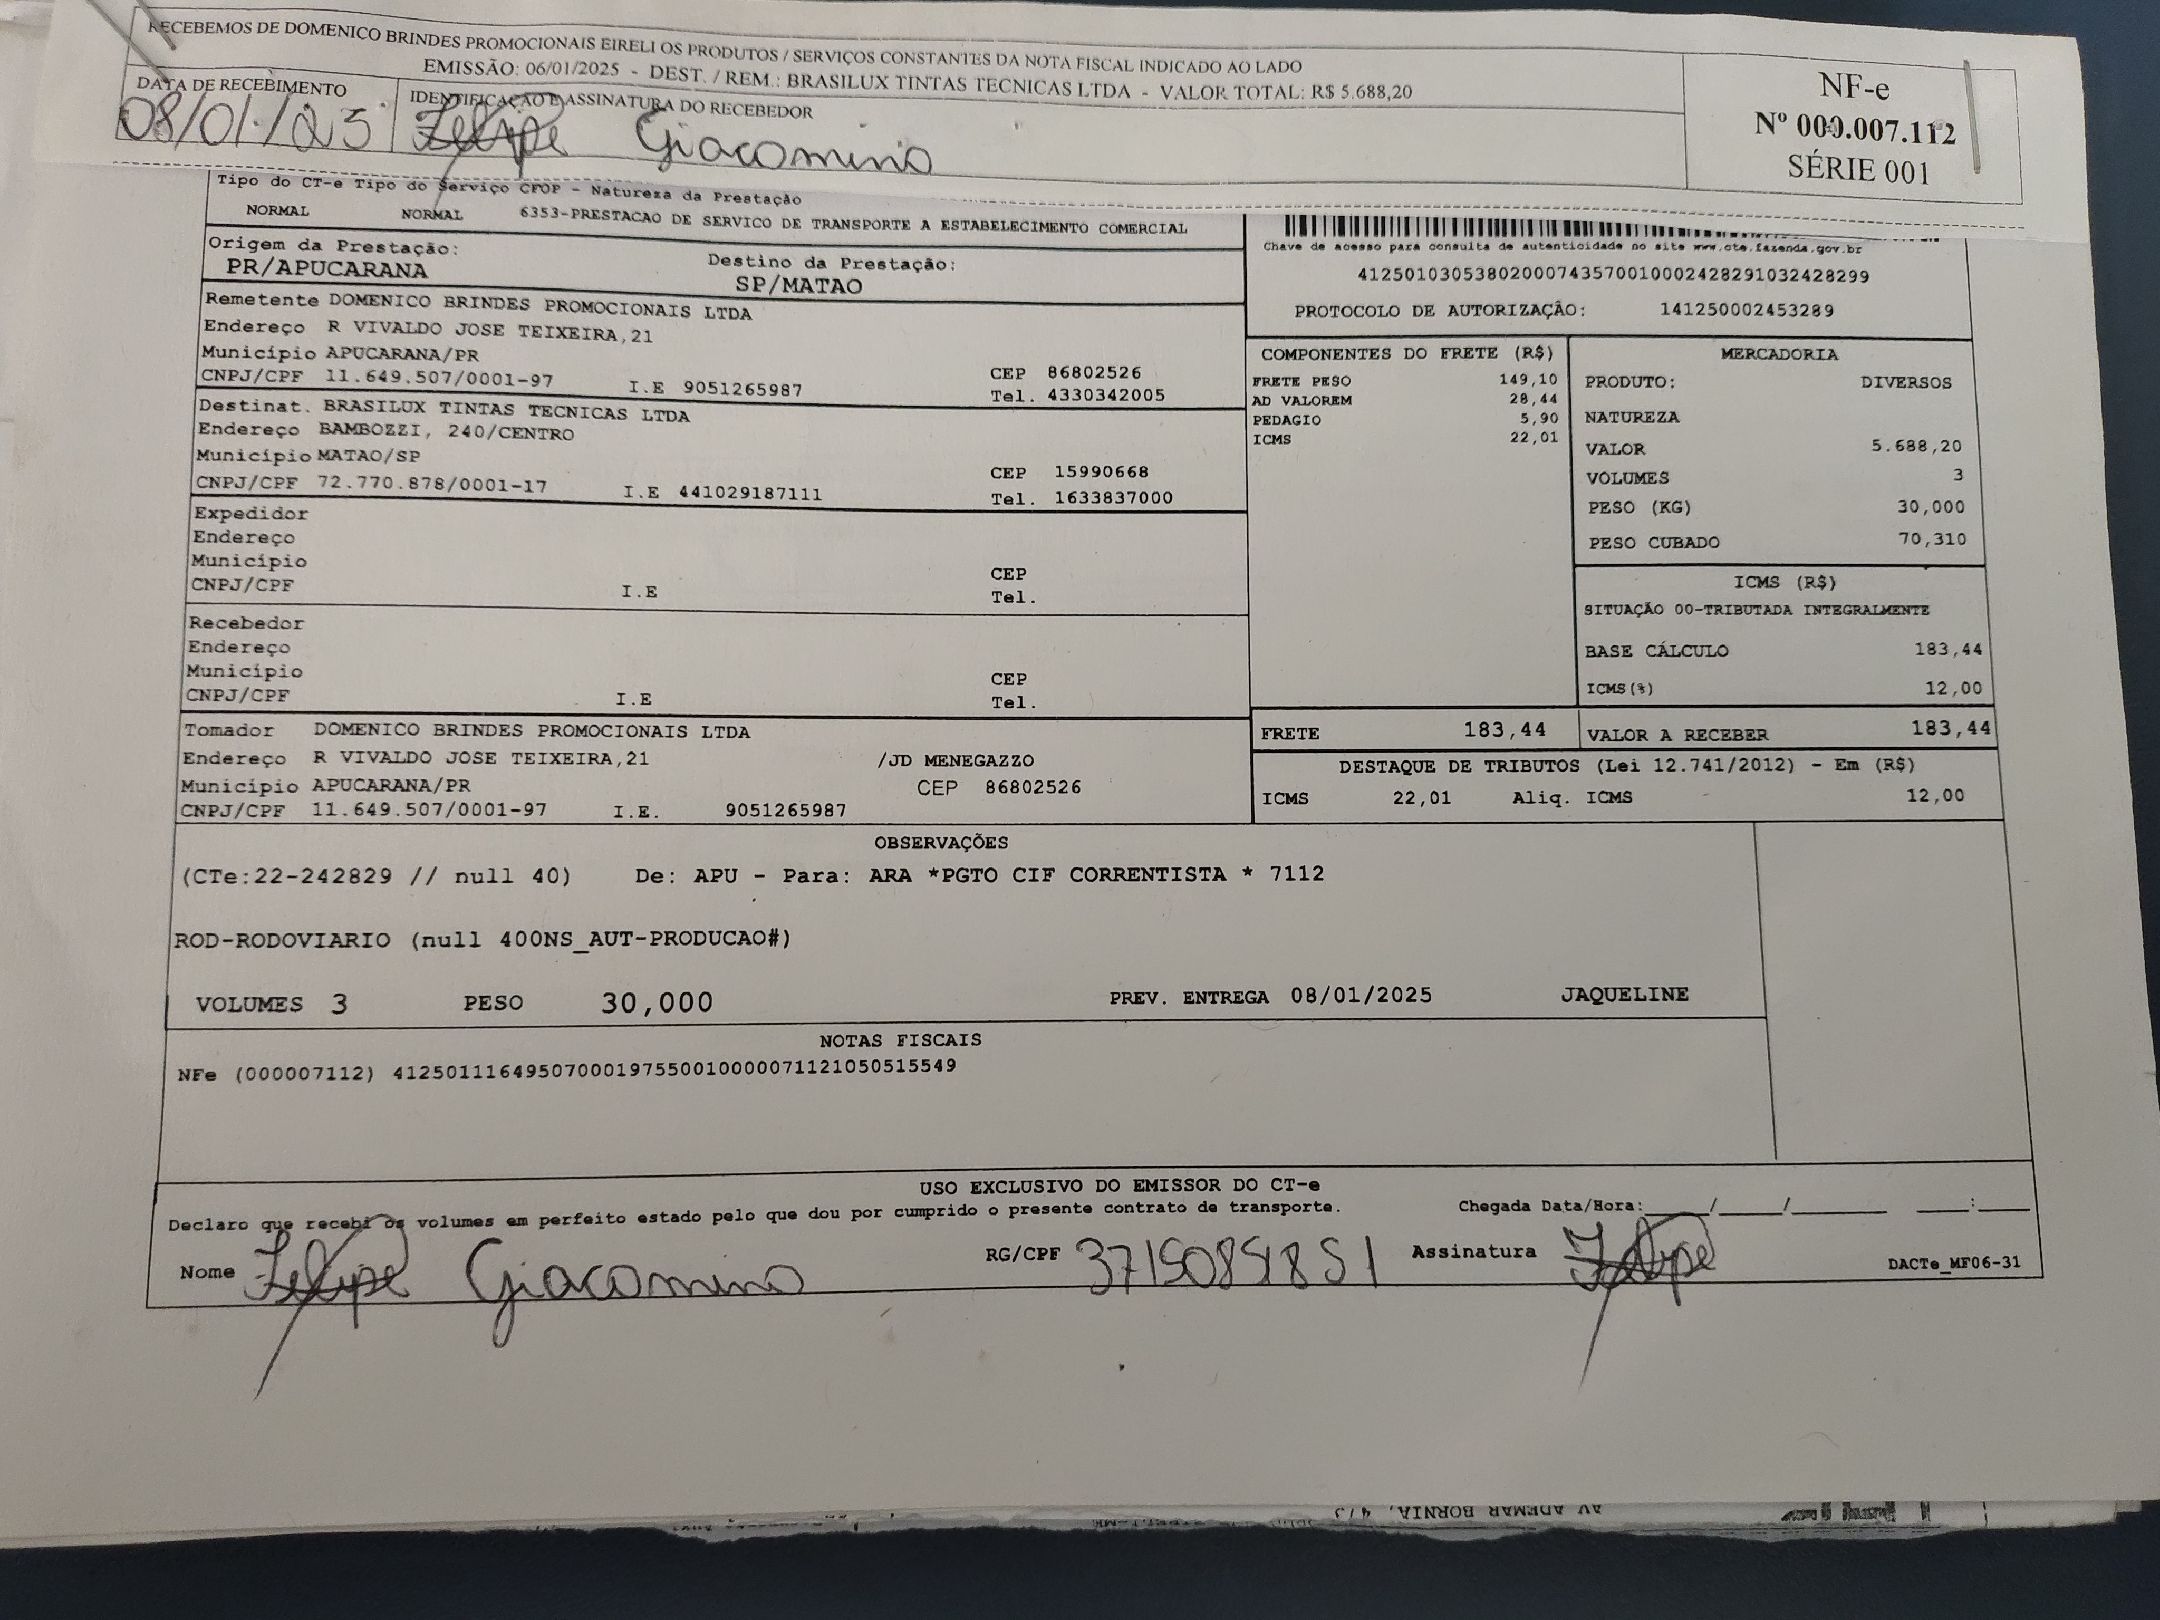 RECEBEMOS DE DOMENICO BRINDES PROMOCIONAIS EIRELI OS PRODUTOS / SERVIÇOS CONSTANTES DA NOTA FISCAL INDICADO AO LADO
EMISSÃO: 06/01/2025 - DEST. / REM.: BRASILUX TINTAS TECNICAS LTDA - VALOR TOTAL: R$ 5.688,20
DATA DE RECEBIMENTO
IDENTIFICAÇÃO E ASSINATURA DO RECEBEDOR
08/01/25 Felipe Giacomino
NF-e
Nº 000.007.112
SÉRIE 001
Tipo do CT-e Tipo do Serviço CFOP - Natureza da Prestação
NORMAL NORMAL 6353-PRESTACAO DE SERVICO DE TRANSPORTE A ESTABELECIMENTO COMERCIAL
Origem da Prestação: Destino da Prestação:
PR/APUCARANA SP/MATAO
Chave de acesso para consulta de autenticidade no site www.cte.fazenda.gov.br
41250103053802000743570010002428291032428299
PROTOCOLO DE AUTORIZAÇÃO: 141250002453289
Remetente DOMENICO BRINDES PROMOCIONAIS LTDA
Endereço R VIVALDO JOSE TEIXEIRA,21
Município APUCARANA/PR CEP 86802526
CNPJ/CPF 11.649.507/0001-97 I.E 9051265987 Tel. 4330342005
Destinat. BRASILUX TINTAS TECNICAS LTDA
Endereço BAMBOZZI, 240/CENTRO
Município MATAO/SP CEP 15990668
CNPJ/CPF 72.770.878/0001-17 I.E 441029187111 Tel. 1633837000
Expedidor
Endereço
Município CEP
CNPJ/CPF I.E Tel.
Recebedor
Endereço
Município CEP
CNPJ/CPF I.E Tel.
Tomador DOMENICO BRINDES PROMOCIONAIS LTDA
Endereço R VIVALDO JOSE TEIXEIRA,21 /JD MENEGAZZO
Município APUCARANA/PR CEP 86802526
CNPJ/CPF 11.649.507/0001-97 I.E. 9051265987
COMPONENTES DO FRETE (R$)
FRETE PESO 149,10
AD VALOREM 28,44
PEDAGIO 5,90
ICMS 22,01
MERCADORIA
PRODUTO: DIVERSOS
NATUREZA
VALOR 5.688,20
VOLUMES 3
PESO (KG) 30,000
PESO CUBADO 70,310
ICMS (R$)
SITUAÇÃO 00-TRIBUTADA INTEGRALMENTE
BASE CÁLCULO 183,44
ICMS(%) 12,00
FRETE 183,44 VALOR A RECEBER 183,44
DESTAQUE DE TRIBUTOS (Lei 12.741/2012) - Em (R$)
ICMS 22,01 Aliq. ICMS 12,00
OBSERVAÇÕES
(CTe:22-242829 // null 40) De: APU - Para: ARA *PGTO CIF CORRENTISTA * 7112
ROD-RODOVIARIO (null 400NS_AUT-PRODUCAO#)
VOLUMES 3 PESO 30,000 PREV. ENTREGA 08/01/2025 JAQUELINE
NOTAS FISCAIS
NFe (000007112) 41250111649507000197550010000071121050515549
USO EXCLUSIVO DO EMISSOR DO CT-e
Declaro que recebi os volumes em perfeito estado pelo que dou por cumprido o presente contrato de transporte. Chegada Data/Hora:____/____/______ ___:___
Nome Felipe Giacomino RG/CPF Assinatura Felipe DACTe_MF06-31
AV ADEMAR BORNIA, 473